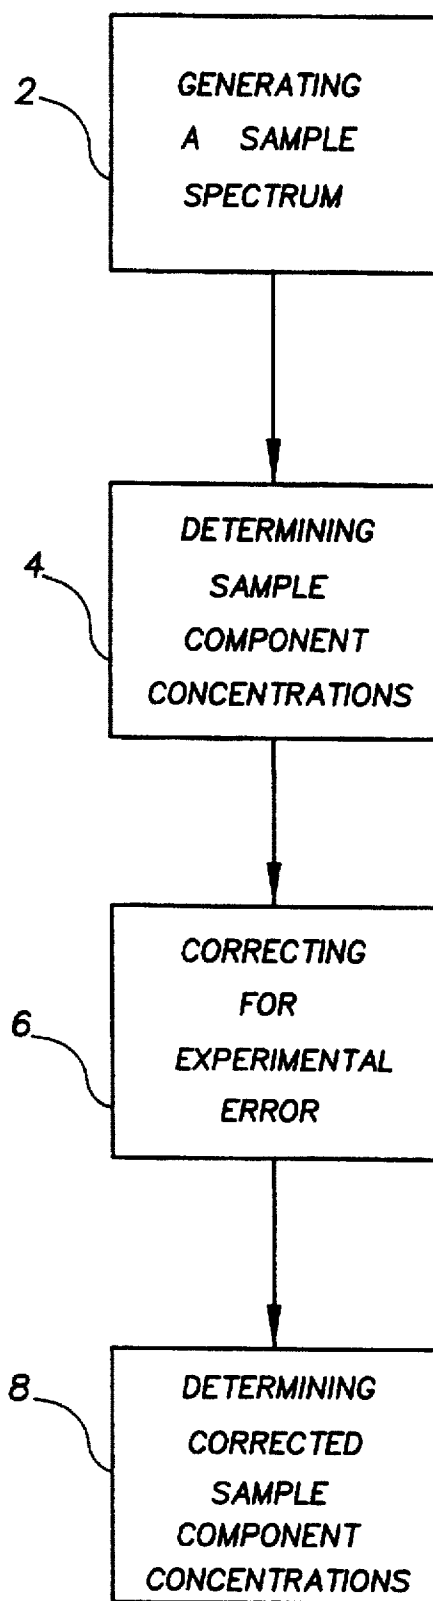 2
GENERATING
A SAMPLE
SPECTRUM
4
DETERMINING
SAMPLE
COMPONENT
CONCENTRATIONS
6
CORRECTING
FOR
EXPERIMENTAL
ERROR
8
DETERMINING
CORRECTED
SAMPLE
COMPONENT
CONCENTRATIONS